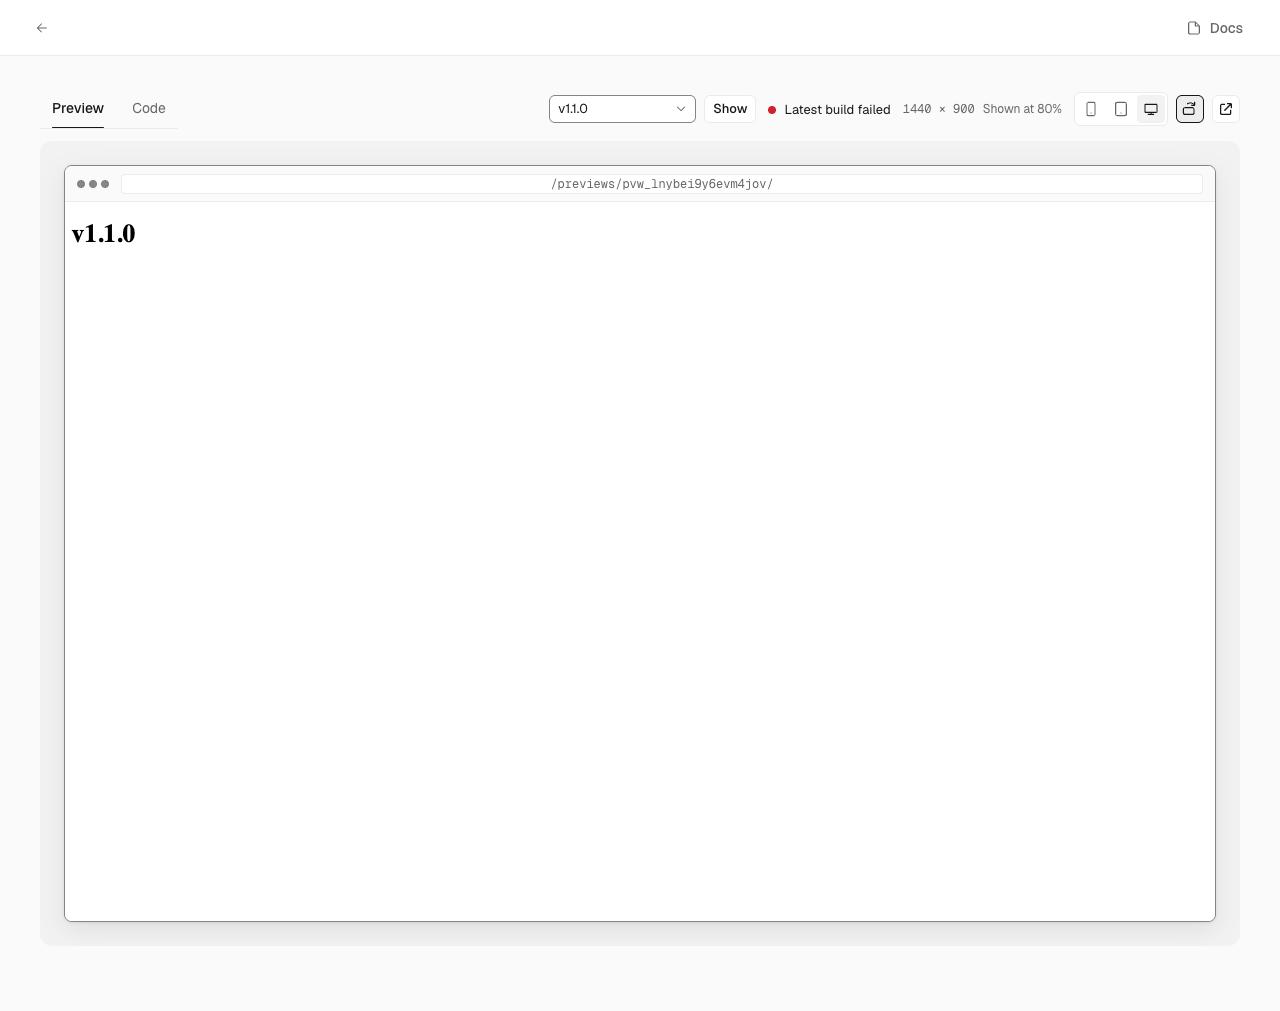 Docs
Preview
Code
v1.1.0
Show
Latest build failed
1440 × 900
Shown at 80%
/previews/pvw_lnybei9y6evm4jov/
v1.1.0